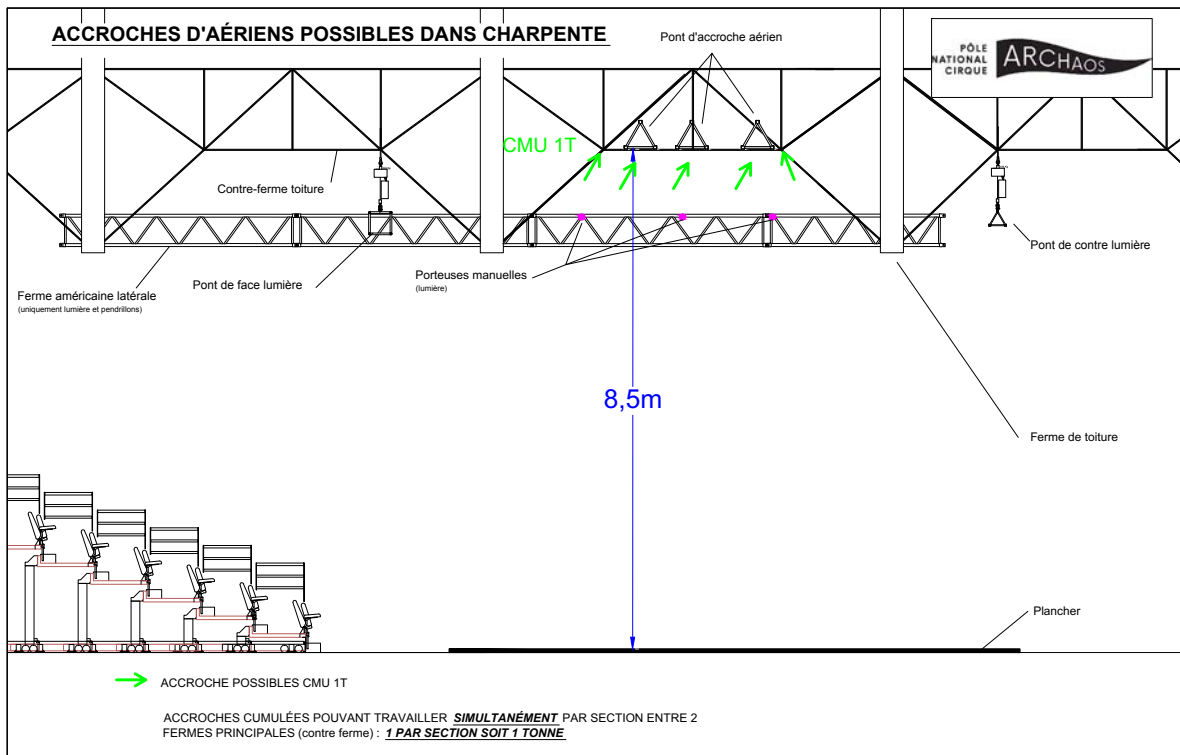 ACCROCHES D'AÉRIENS POSSIBLES DANS CHARPENTE
Pont d'accroche aérien
PÔLE
NATIONAL
CIRQUE
ARCHAOS
CMU 1T
Contre-ferme toiture
Pont de contre lumière
Porteuses manuelles
(lumière)
Pont de face lumière
Ferme américaine latérale
(uniquement lumière et pendrillons)
8,5m
Ferme de toiture
Plancher
ACCROCHE POSSIBLES CMU 1T
ACCROCHES CUMULÉES POUVANT TRAVAILLER SIMULTANÉMENT PAR SECTION ENTRE 2
FERMES PRINCIPALES (contre ferme) : 1 PAR SECTION SOIT 1 TONNE